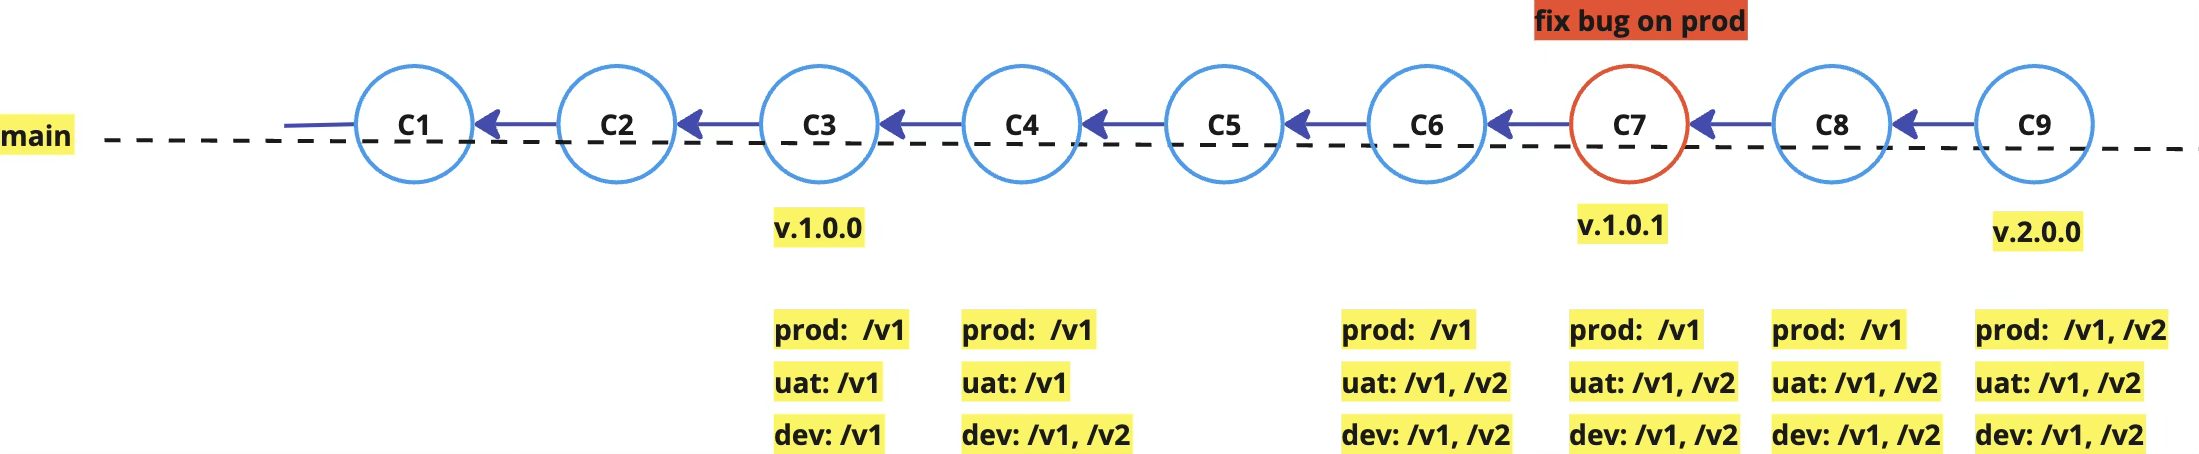 fix bug on prod
main
C1
C2
C3
C4
C5
C6
C7
C8
C9
v.1.0.0
v.1.0.1
v.2.0.0
prod:  /v1
uat: /v1
dev: /v1
prod:  /v1
uat: /v1
dev: /v1, /v2
prod:  /v1
uat: /v1, /v2
dev: /v1, /v2
prod:  /v1
uat: /v1, /v2
dev: /v1, /v2
prod:  /v1
uat: /v1, /v2
dev: /v1, /v2
prod:  /v1, /v2
uat: /v1, /v2
dev: /v1, /v2